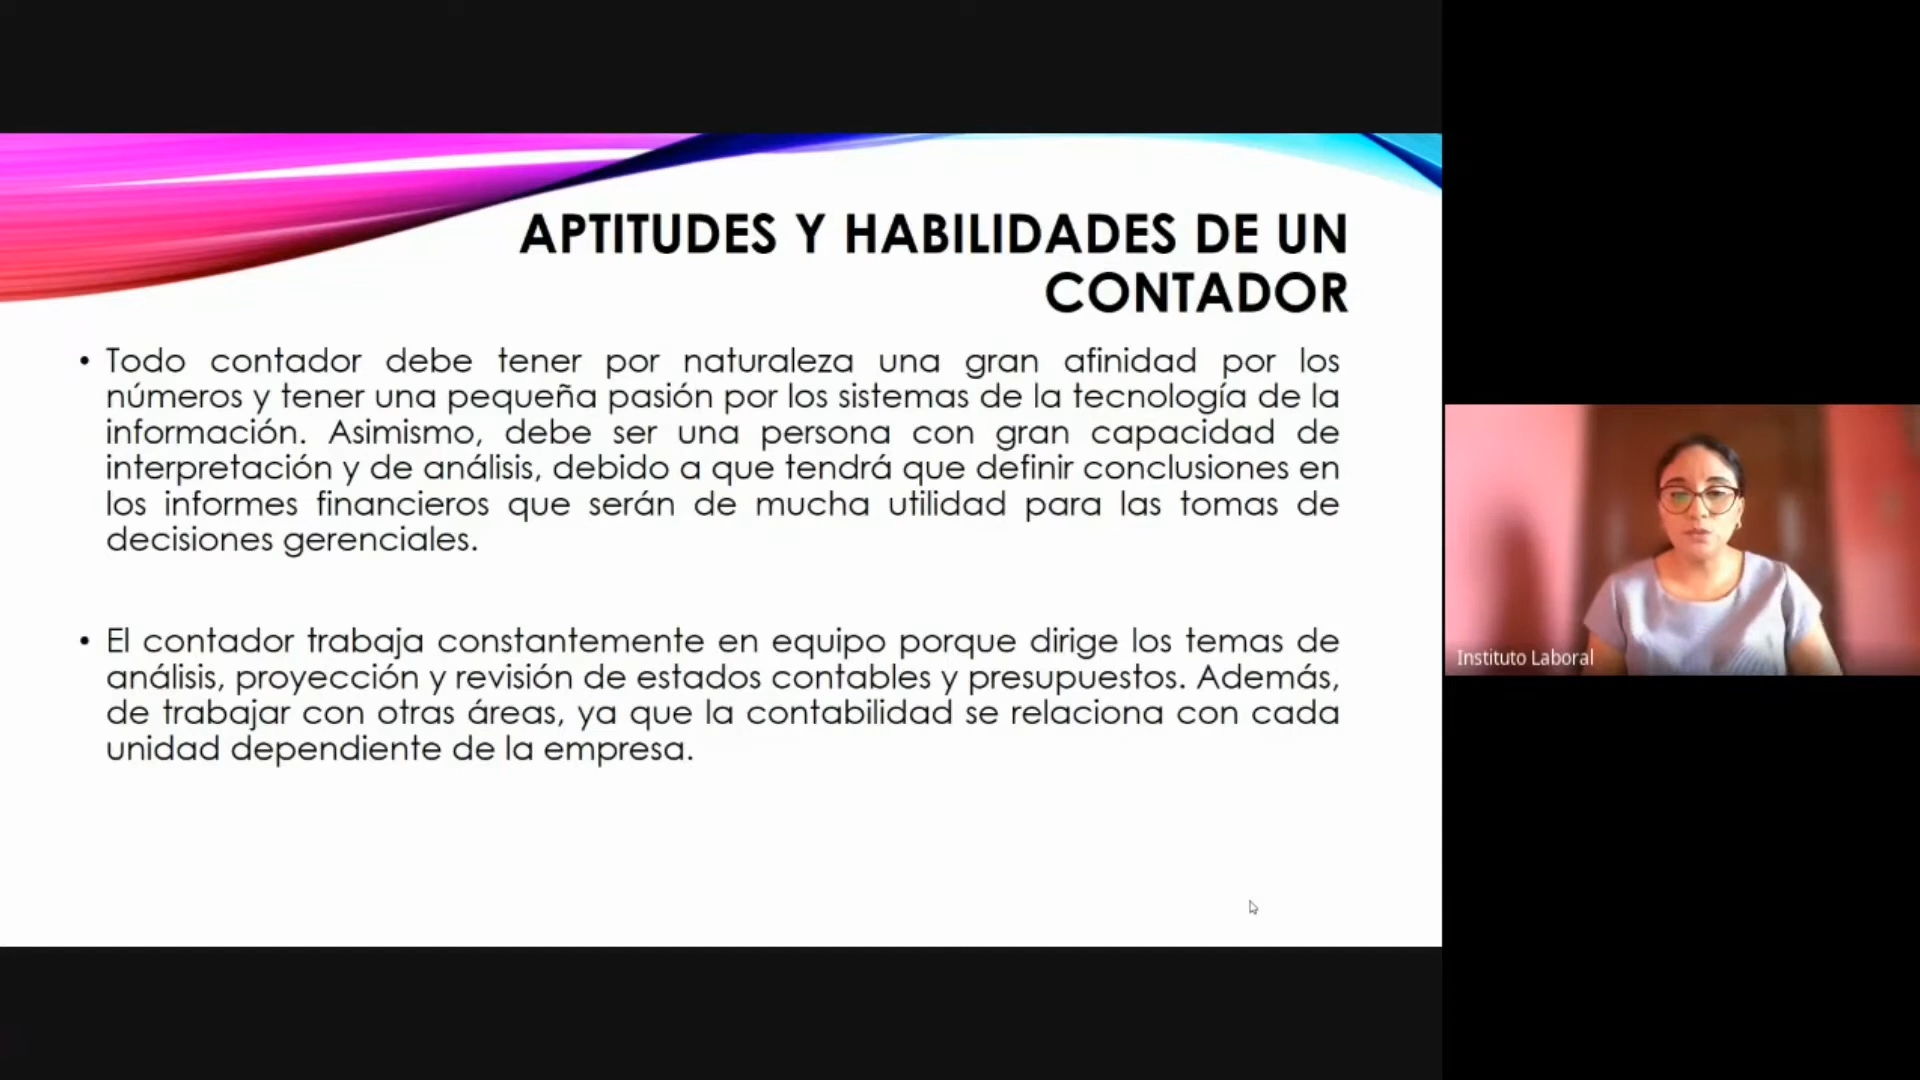 APTITUDES Y HABILIDADES DE UN
CONTADOR
• Todo contador debe tener por naturaleza una gran afinidad por los
números y tener una pequeña pasión por los sistemas de la tecnología de la
información. Asimismo, debe ser una persona con gran capacidad de
interpretación y de análisis, debido a que tendrá que definir conclusiones en
los informes financieros que serán de mucha utilidad para las tomas de
decisiones gerenciales.
• El contador trabaja constantemente en equipo porque dirige los temas de
análisis, proyección y revisión de estados contables y presupuestos. Además,
de trabajar con otras áreas, ya que la contabilidad se relaciona con cada
unidad dependiente de la empresa.
Instituto Laboral